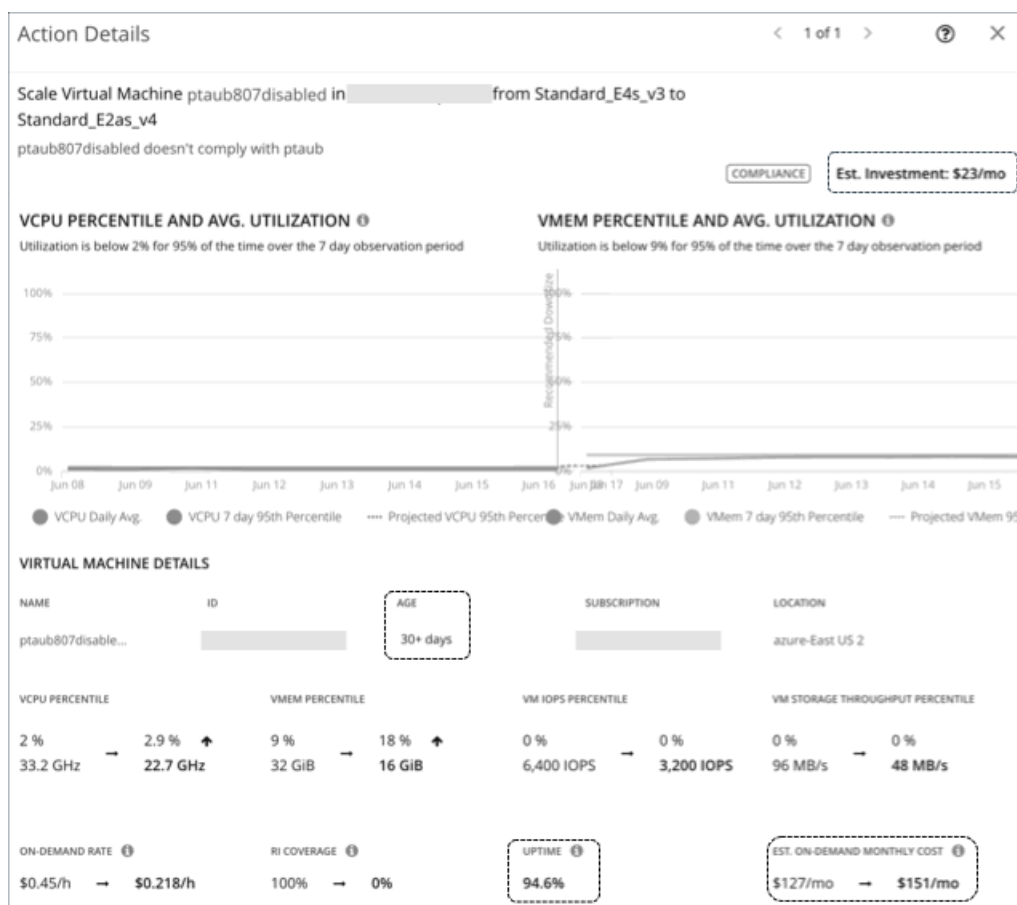 Action Details
1 of 1
Scale Virtual Machine ptaub807disabled in from Standard_E4s_v3 to
Standard_E2as_v4
ptaub807disabled doesn't comply with ptaub
COMPLIANCE
Est. Investment: $23/mo
VCPU PERCENTILE AND AVG. UTILIZATION
Utilization is below 2% for 95% of the time over the 7 day observation period
100%
75%
50%
25%
0%
Jun 08 Jun 09 Jun 11 Jun 12 Jun 13 Jun 14 Jun 15 Jun 16 Jun 17
VCPU Daily Avg. VCPU 7 day 95th Percentile Projected VCPU 95th Percen
VMEM PERCENTILE AND AVG. UTILIZATION
Utilization is below 9% for 95% of the time over the 7 day observation period
Recommended Downsize
100%
75%
50%
25%
0%
Jun 08 Jun 09 Jun 11 Jun 12 Jun 13 Jun 14 Jun 15
VMem Daily Avg. VMem 7 day 95th Percentile Projected VMem 95
VIRTUAL MACHINE DETAILS
NAME ID AGE SUBSCRIPTION LOCATION
ptaub807disable... 30+ days azure-East US 2
VCPU PERCENTILE VMEM PERCENTILE VM IOPS PERCENTILE VM STORAGE THROUGHPUT PERCENTILE
2 % → 2.9 % ↑ 9 % → 18 % ↑ 0 % → 0 % 0 % → 0 %
33.2 GHz 22.7 GHz 32 GiB 16 GiB 6,400 IOPS 3,200 IOPS 96 MB/s 48 MB/s
ON-DEMAND RATE RI COVERAGE UPTIME EST. ON-DEMAND MONTHLY COST
$0.45/h → $0.218/h 100% → 0% 94.6% $127/mo → $151/mo